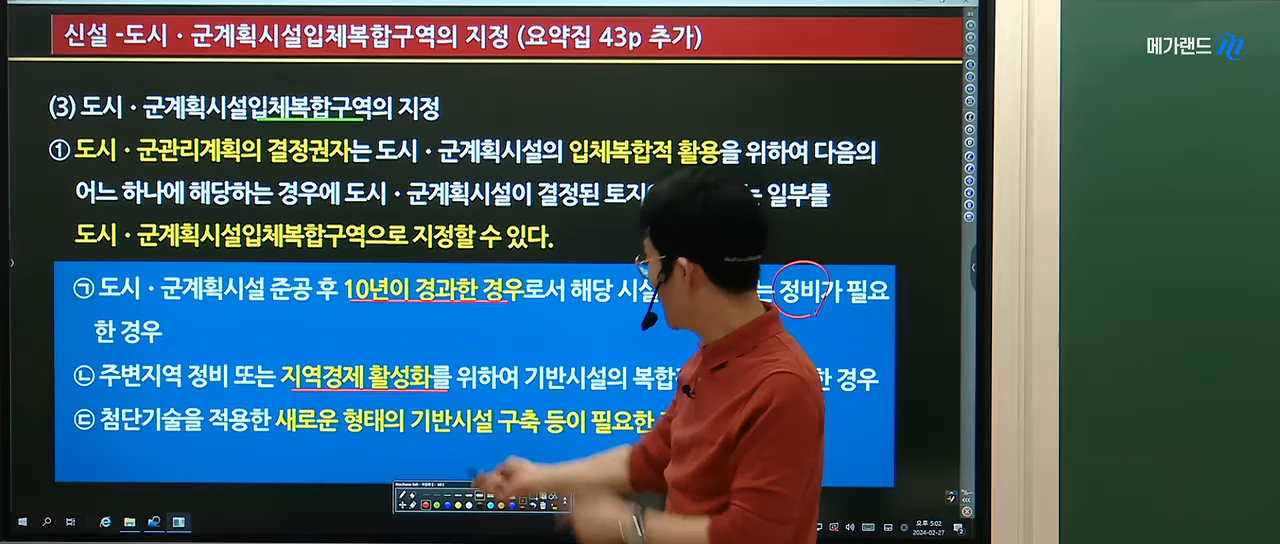 신설 -도시 · 군계획시설입체복합구역의 지정 (요약집 43p 추가)
메가랜드
(3) 도시 · 군계획시설입체복합구역의 지정
① 도시 · 군관리계획의 결정권자는 도시 · 군계획시설의 입체복합적 활용을 위하여 다음의
어느 하나에 해당하는 경우에 도시 · 군계획시설이 결정된 일부를
도시 · 군계획시설입체복합구역으로 지정할 수 있다.
㉠ 도시 · 군계획시설 준공 후 10년이 경과한 경우로서 해당 정비가 필요
한 경우
㉡ 주변지역 정비 또는 지역경제 활성화를 위하여 기반시설의 경우
㉢ 첨단기술을 적용한 새로운 형태의 기반시설 구축 등이 필요한
오후 5:02
2024-02-27